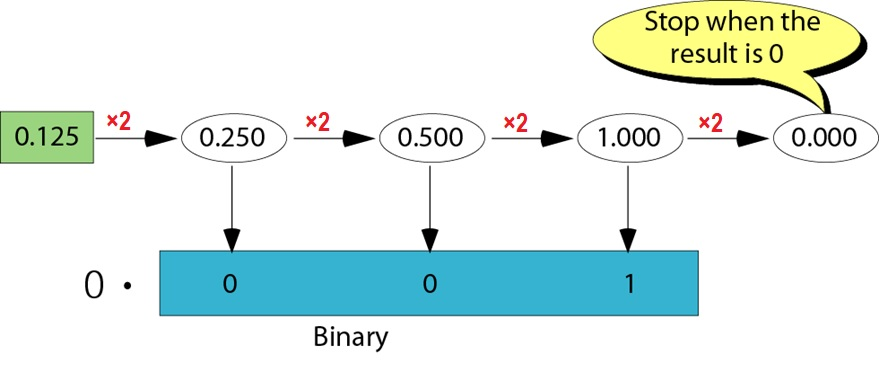 Stop when the
result is 0
0.125 ×2 0.250 ×2 0.500 ×2 1.000 ×2 0.000
0 • 0 0 1
Binary